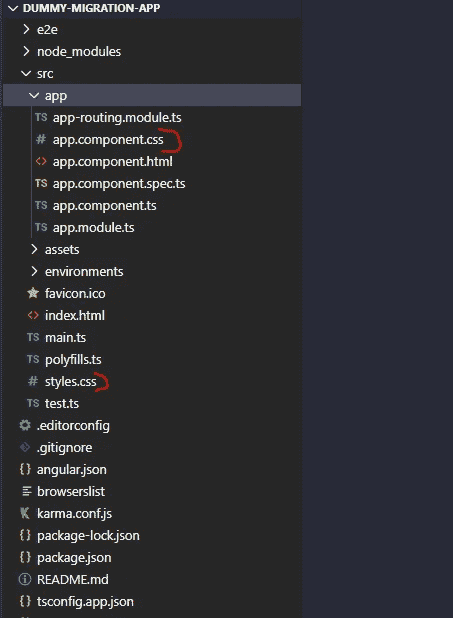 DUMMY-MIGRATION-APP
e2e
node_modules
src
app
TS app-routing.module.ts
# app.component.css
<> app.component.html
TS app.component.spec.ts
TS app.component.ts
TS app.module.ts
assets
environments
favicon.ico
<> index.html
TS main.ts
TS polyfills.ts
# styles.css
TS test.ts
.editorconfig
.gitignore
{} angular.json
browserslist
K karma.conf.js
{} package-lock.json
{} package.json
README.md
{} tsconfig.app.json